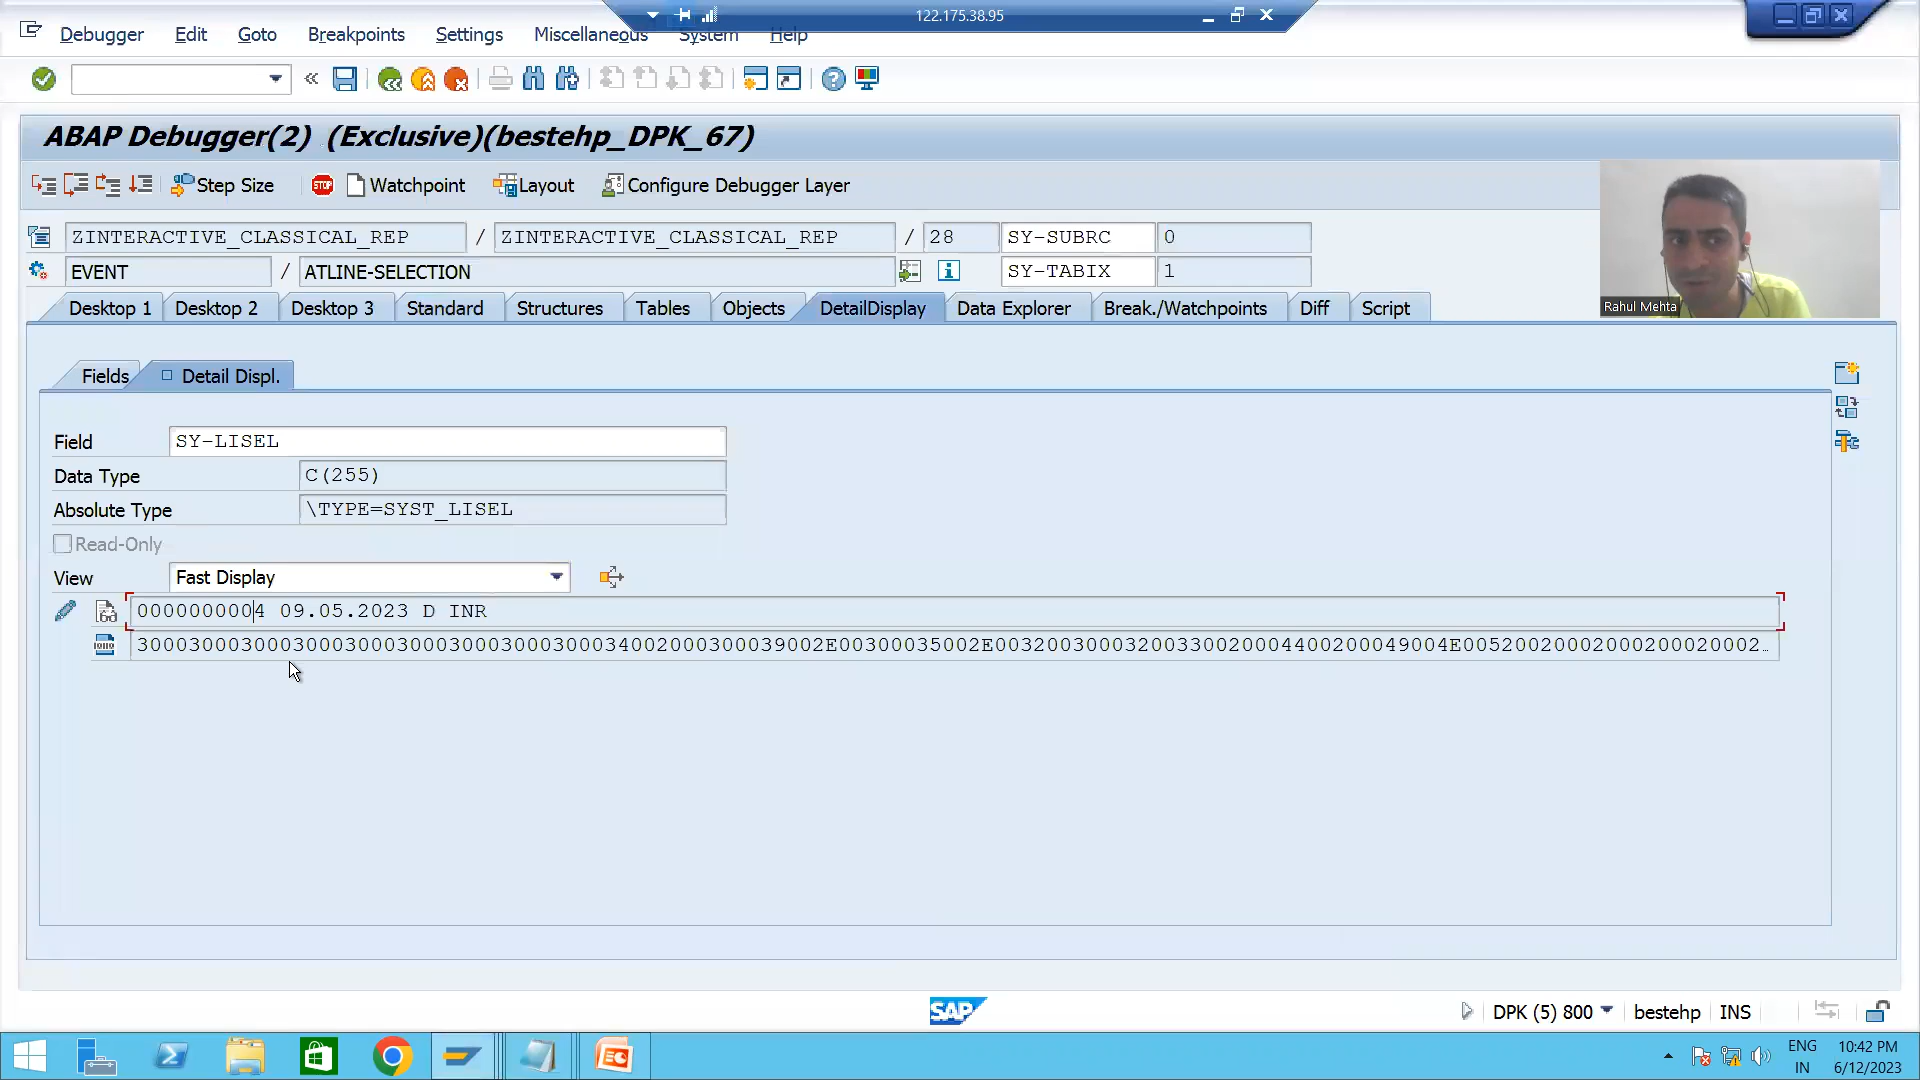 122.175.38.95
Debugger Edit Goto Breakpoints Settings Miscellaneous System Help
ABAP Debugger(2) (Exclusive)(bestehp_DPK_67)
Step Size STOP Watchpoint Layout Configure Debugger Layer
ZINTERACTIVE_CLASSICAL_REP / ZINTERACTIVE_CLASSICAL_REP / 28 SY-SUBRC 0
EVENT / ATLINE-SELECTION SY-TABIX 1
Rahul Mehta
Desktop 1 Desktop 2 Desktop 3 Standard Structures Tables Objects DetailDisplay Data Explorer Break./Watchpoints Diff Script
Fields Detail Displ.
Field SY-LISEL
Data Type C(255)
Absolute Type \TYPE=SYST_LISEL
Read-Only
View Fast Display
0000000004 09.05.2023 D INR
30003000300030003000300030003000300034002000300039002E00300035002E00320030003200330020004400200049004E005200200020002000200002…
SAP DPK (5) 800 bestehp INS
ENG 10:42 PM
IN 6/12/2023